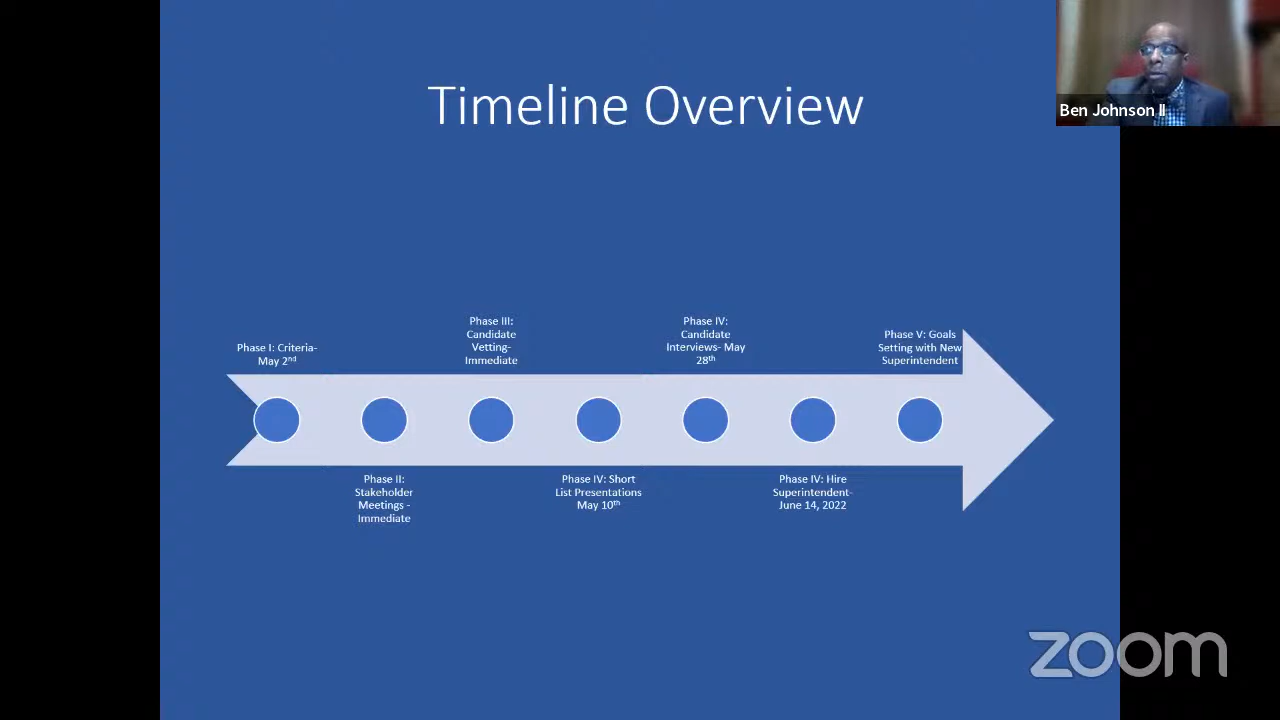 Timeline Overview
Ben Johnson II
Phase I: Criteria-
May 2nd
Phase II:
Stakeholder
Meetings -
Immediate
Phase III:
Candidate
Vetting-
Immediate
Phase IV: Short
List Presentations
May 10th
Phase IV:
Candidate
Interviews- May
28th
Phase IV: Hire
Superintendent-
June 14, 2022
Phase V: Goals
Setting with New
Superintendent
zoom